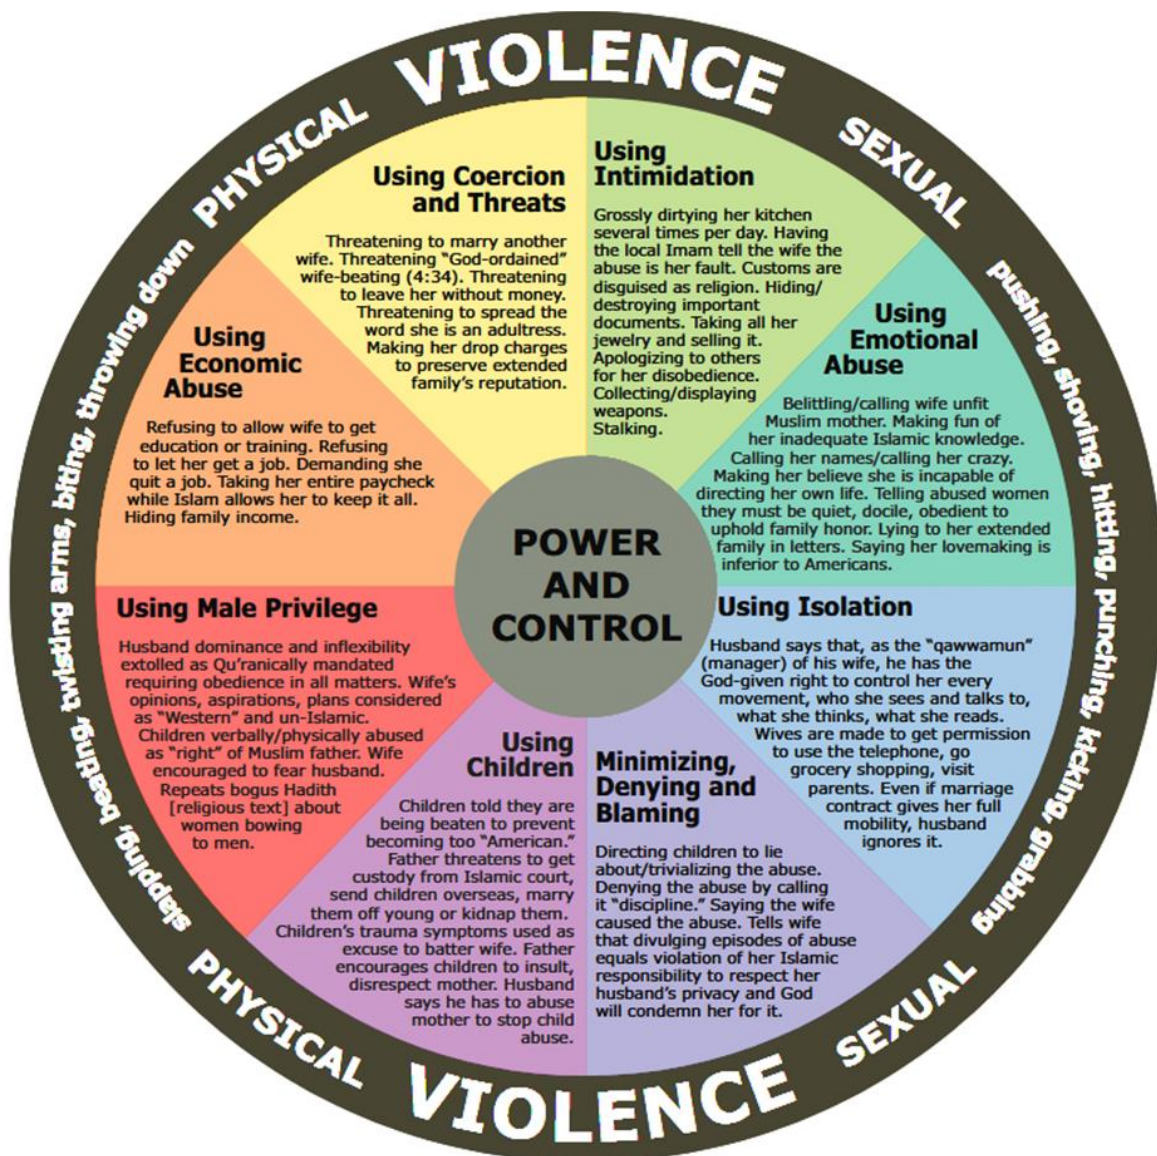 PHYSICAL VIOLENCE SEXUAL
pushing, shoving, hitting, punching, kicking, grabbing
slapping, beating, twisting arms, biting, throwing down
Using Coercion
and Threats
Threatening to marry another
wife. Threatening “God-ordained”
wife-beating (4:34). Threatening
to leave her without money.
Threatening to spread the
word she is an adultress.
Making her drop charges
to preserve extended
family’s reputation.
Using
Intimidation
Grossly dirtying her kitchen
several times per day. Having
the local Imam tell the wife the
abuse is her fault. Customs are
disguised as religion. Hiding/
destroying important
documents. Taking all her
jewelry and selling it.
Apologizing to others
for her disobedience.
Collecting/displaying
weapons.
Stalking.
Using
Emotional
Abuse
Belittling/calling wife unfit
Muslim mother. Making fun of
her inadequate Islamic knowledge.
Calling her names/calling her crazy.
Making her believe she is incapable of
directing her own life. Telling abused women
they must be quiet, docile, obedient to
uphold family honor. Lying to her extended
family in letters. Saying her lovemaking is
inferior to Americans.
Using Isolation
Husband says that, as the “qawwamun”
(manager) of his wife, he has the
God-given right to control her every
movement, who she sees and talks to,
what she thinks, what she reads.
Wives are made to get permission
to use the telephone, go
grocery shopping, visit
parents. Even if marriage
contract gives her full
mobility, husband
ignores it.
Minimizing,
Denying and
Blaming
Directing children to lie
about/trivializing the abuse.
Denying the abuse by calling
it “discipline.” Saying the wife
caused the abuse. Tells wife
that divulging episodes of abuse
equals violation of her Islamic
responsibility to respect her
husband’s privacy and God
will condemn her for it.
Using
Children
Children told they are
being beaten to prevent
becoming too “American.”
Father threatens to get
custody from Islamic court,
send children overseas, marry
them off young or kidnap them.
Children’s trauma symptoms used as
excuse to batter wife. Father
encourages children to insult,
disrespect mother. Husband
says he has to abuse
mother to stop child
abuse.
Using Male Privilege
Husband dominance and inflexibility
extolled as Qu’ranically mandated
requiring obedience in all matters. Wife’s
opinions, aspirations, plans considered
as “Western” and un-Islamic.
Children verbally/physically abused
as “right” of Muslim father. Wife
encouraged to fear husband.
Repeats bogus Hadith
[religious text] about
women bowing
to men.
Using
Economic
Abuse
Refusing to allow wife to get
education or training. Refusing
to let her get a job. Demanding she
quit a job. Taking her entire paycheck
while Islam allows her to keep it all.
Hiding family income.
POWER
AND
CONTROL
PHYSICAL VIOLENCE SEXUAL